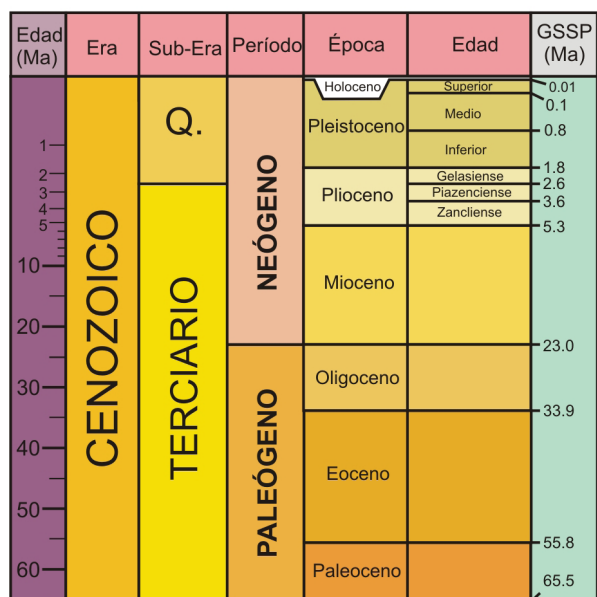 Edad
(Ma)
Era
Sub-Era
Período
Época
Edad
GSSP
(Ma)
1
2
3
4
5
10
20
30
40
50
60
CENOZOICO
Q.
TERCIARIO
NEÓGENO
PALEÓGENO
Holoceno
Pleistoceno
Plioceno
Mioceno
Oligoceno
Eoceno
Paleoceno
Superior
Medio
Inferior
Gelasiense
Piazenciense
Zancliense
0.01
0.1
0.8
1.8
2.6
3.6
5.3
23.0
33.9
55.8
65.5